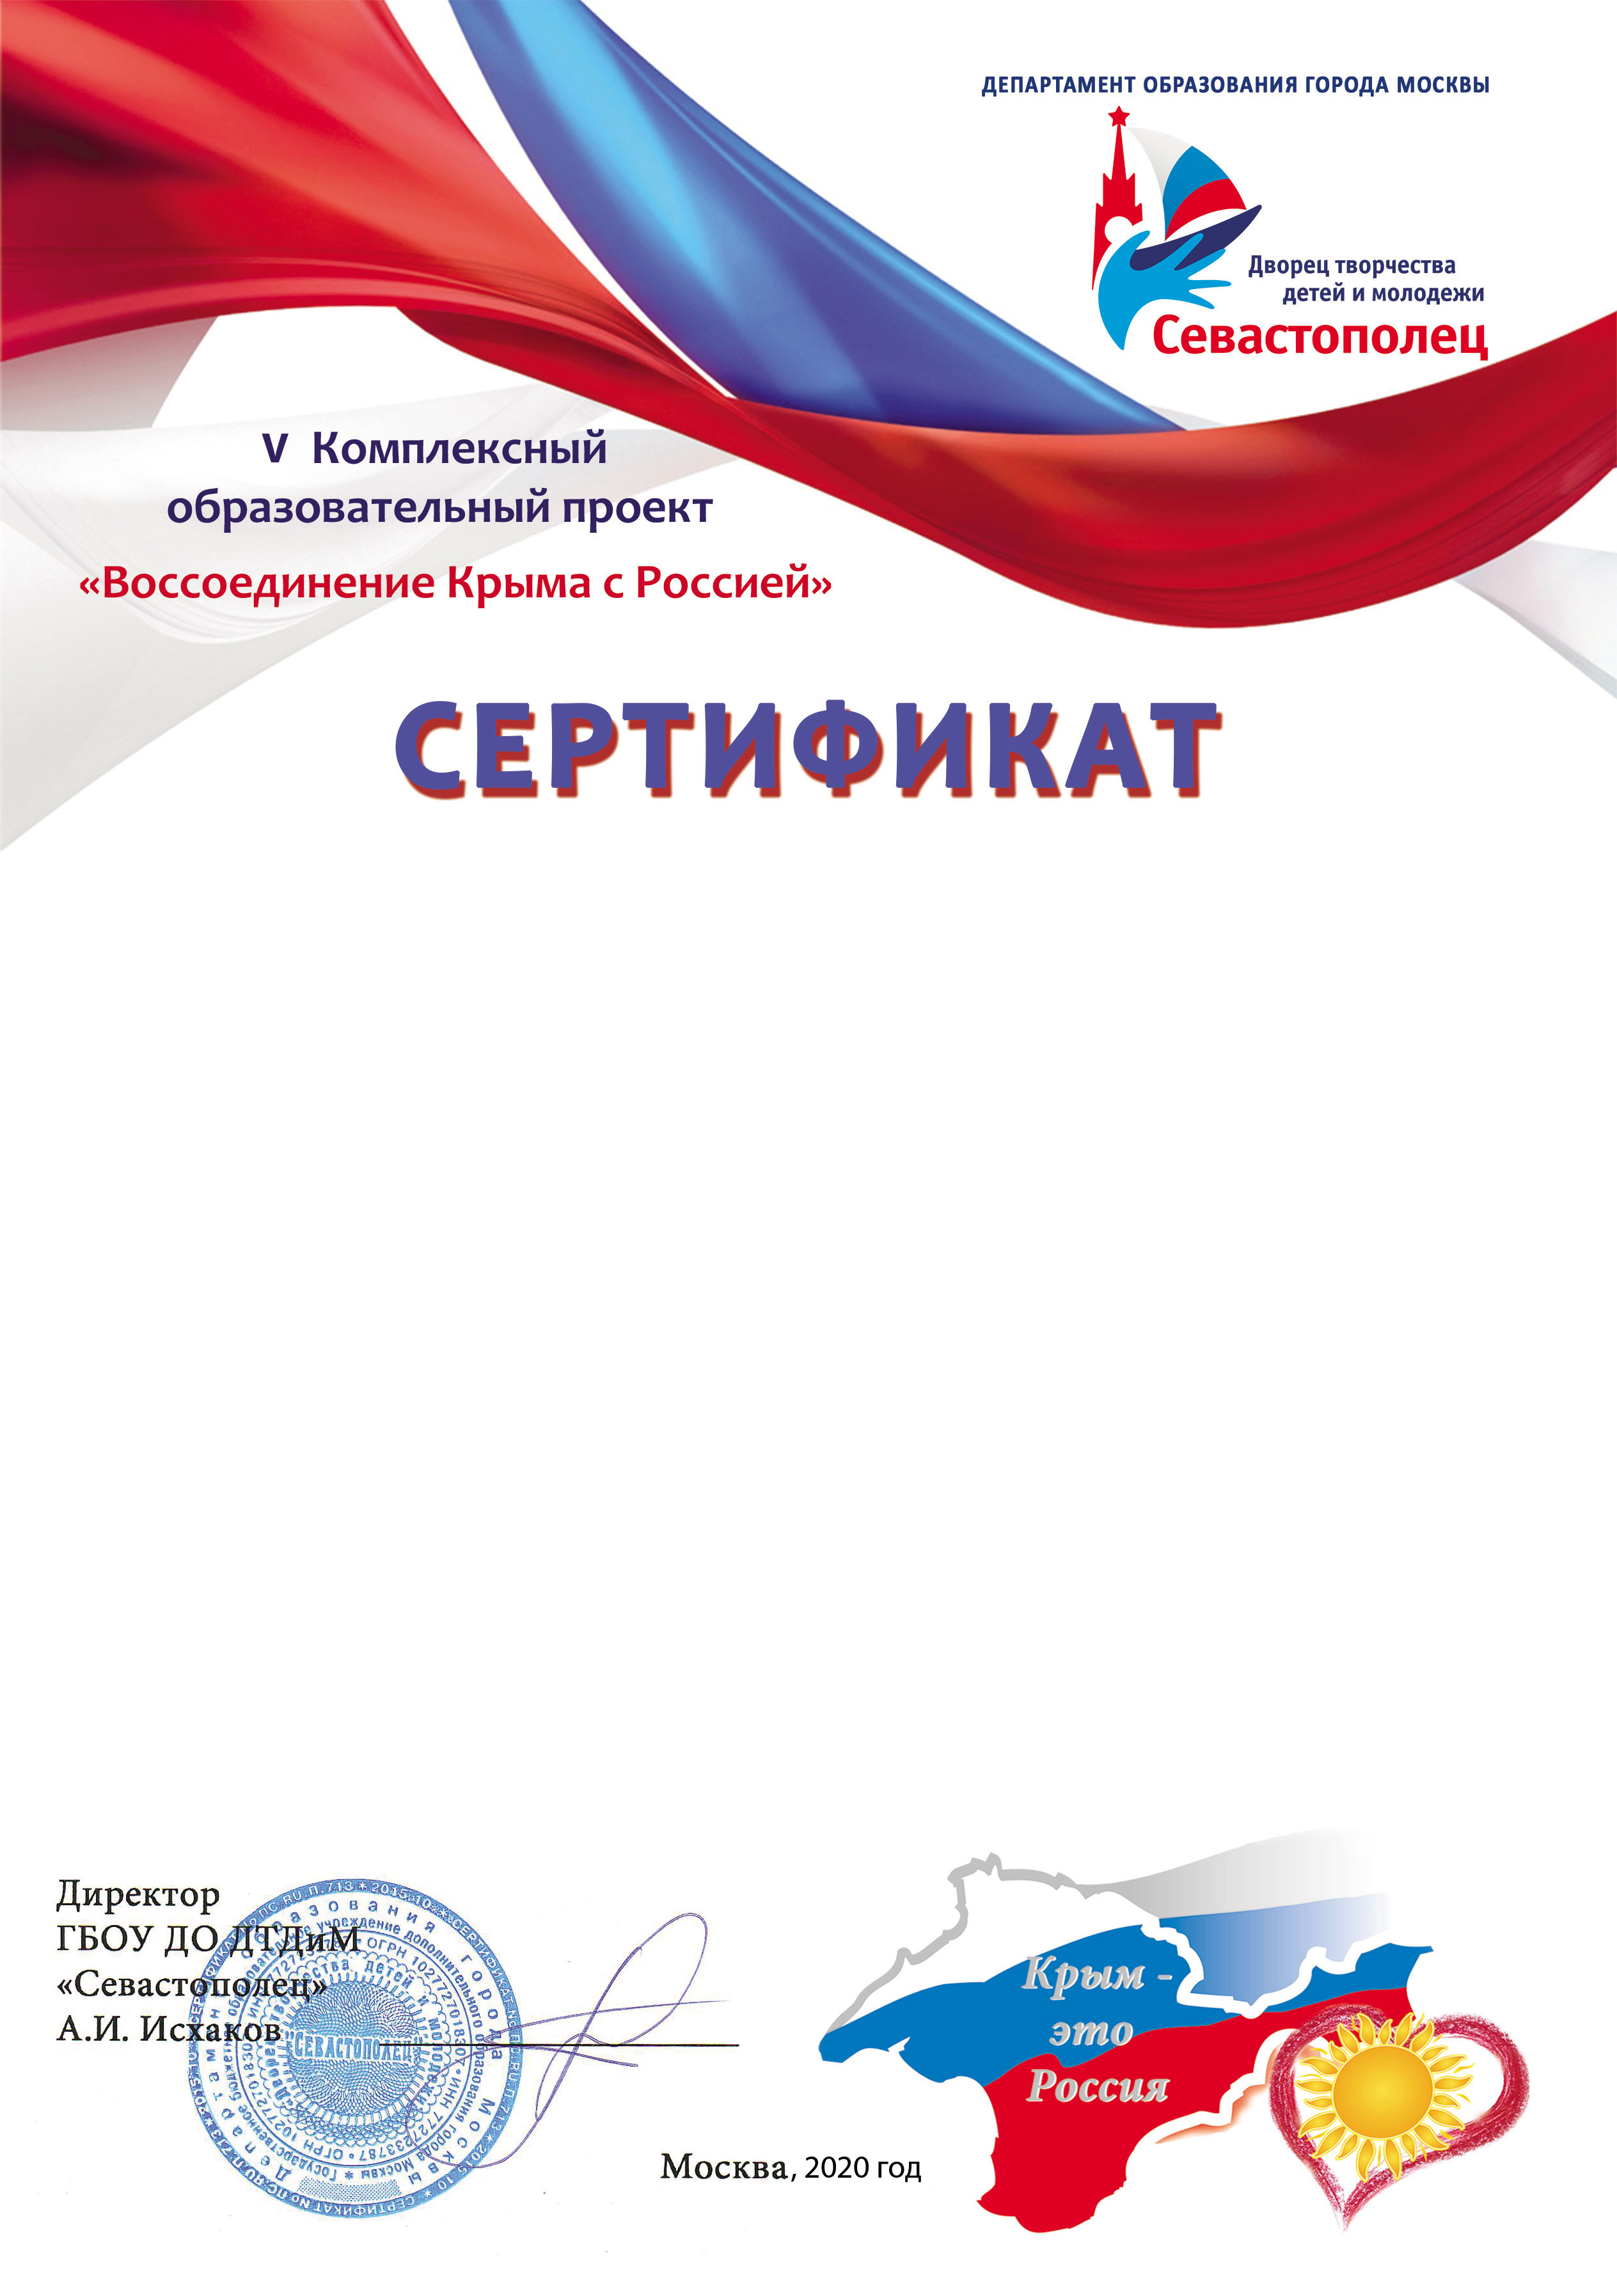 ДЕПАРТАМЕНТ ОБРАЗОВАНИЯ ГОРОДА МОСКВЫ
Дворец творчества
детей и молодежи
Севастополец
V Комплексный
образовательный проект
«Воссоединение Крыма с Россией»
СЕРТИФИКАТ
Директор
ГБОУ ДО ДТДиМ
«Севастополец»
А.И. Исхаков
"СЕВАСТОПОЛЕЦ"
Крым -
это
Россия
Москва, 2020 год